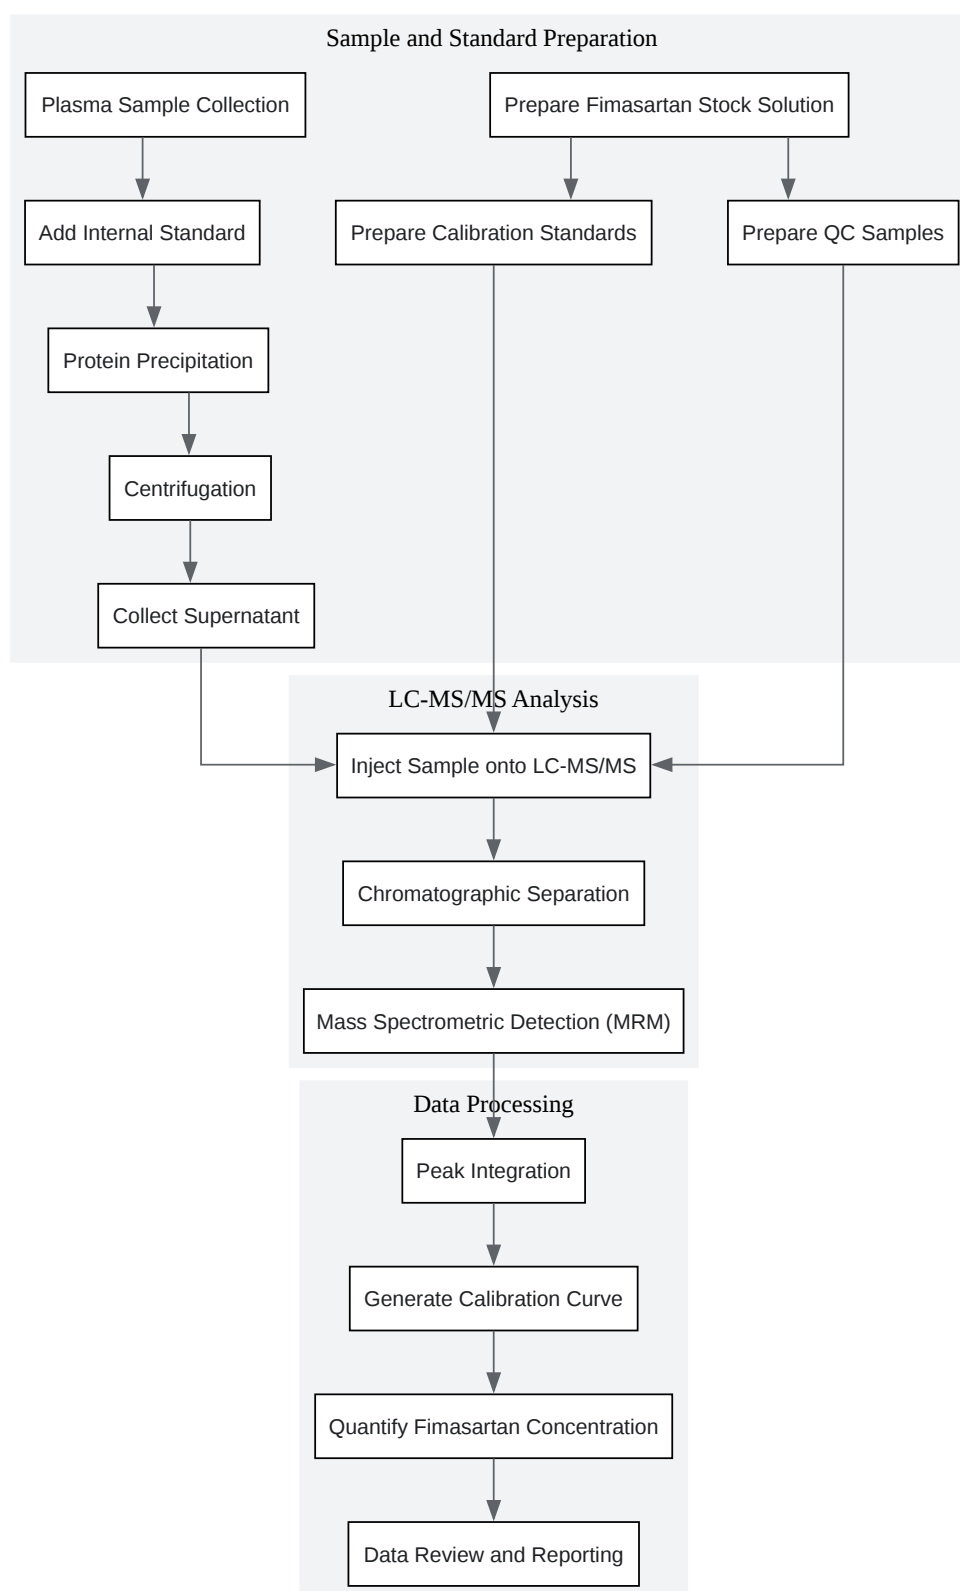 Sample and Standard Preparation
Plasma Sample Collection
Prepare Fimasartan Stock Solution
Add Internal Standard
Prepare Calibration Standards
Prepare QC Samples
Protein Precipitation
Centrifugation
Collect Supernatant
LC-MS/MS Analysis
Inject Sample onto LC-MS/MS
Chromatographic Separation
Mass Spectrometric Detection (MRM)
Data Processing
Peak Integration
Generate Calibration Curve
Quantify Fimasartan Concentration
Data Review and Reporting